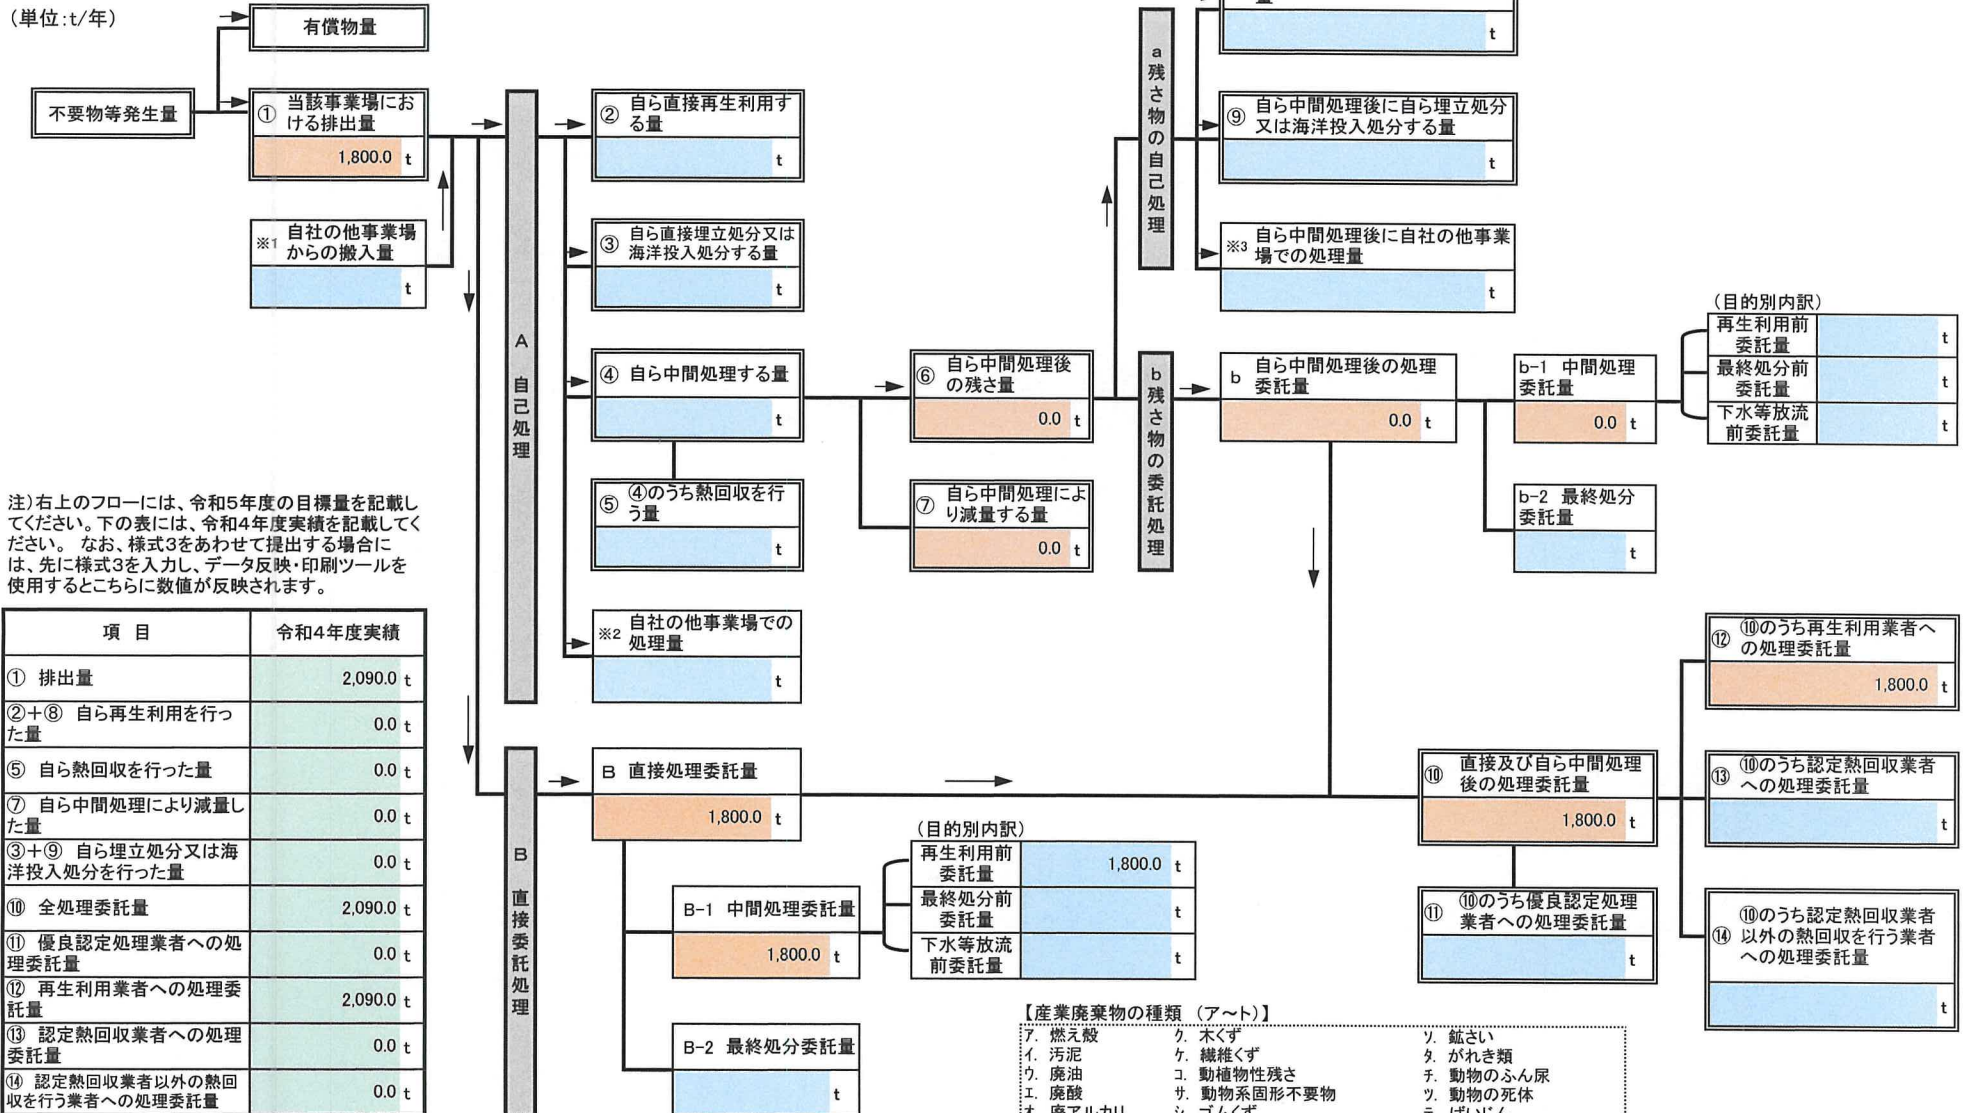 (単位:t/年)
有償物量
不要物等発生量
① 当該事業場にお
ける排出量
1,800.0 t
※1 自社の他事業場
からの搬入量
t
A 自己処理
② 自ら直接再生利用す
る量
t
③ 自ら直接埋立処分又は
海洋投入処分する量
t
④ 自ら中間処理する量
t
⑤ ④のうち熱回収を行
う量
t
※2 自社の他事業場での
処理量
t
⑥ 自ら中間処理後
の残さ量
0.0 t
⑦ 自ら中間処理によ
り減量する量
0.0 t
a 残さ物の自己処理
t
⑨ 自ら中間処理後に自ら埋立処分
又は海洋投入処分する量
t
※3 自ら中間処理後に自社の他事業
場での処理量
t
b 残さ物の委託処理
b 自ら中間処理後の処理
委託量
0.0 t
b-1 中間処理
委託量
0.0 t
(目的別内訳)
再生利用前
委託量
t
最終処分前
委託量
t
下水等放流
前委託量
t
b-2 最終処分
委託量
t
注)右上のフローには、令和5年度の目標量を記載し
てください。下の表には、令和4年度実績を記載してく
ださい。 なお、様式3をあわせて提出する場合に
は、先に様式3を入力し、データ反映・印刷ツールを
使用するとこちらに数値が反映されます。
項 目 令和4年度実績
① 排出量 2,090.0 t
②+⑧ 自ら再生利用を行っ
た量 0.0 t
⑤ 自ら熱回収を行った量 0.0 t
⑦ 自ら中間処理により減量し
た量 0.0 t
③+⑨ 自ら埋立処分又は海
洋投入処分を行った量 0.0 t
⑩ 全処理委託量 2,090.0 t
⑪ 優良認定処理業者への処
理委託量 0.0 t
⑫ 再生利用業者への処理委
託量 2,090.0 t
⑬ 認定熱回収業者への処理
委託量 0.0 t
⑭ 認定熱回収業者以外の熱回
収を行う業者への処理委託量 0.0 t
B 直接委託処理
B 直接処理委託量
1,800.0 t
B-1 中間処理委託量
1,800.0 t
(目的別内訳)
再生利用前
委託量
1,800.0 t
最終処分前
委託量
t
下水等放流
前委託量
t
B-2 最終処分委託量
t
⑩ 直接及び自ら中間処理
後の処理委託量
1,800.0 t
⑪ ⑩のうち優良認定処理
業者への処理委託量
t
⑫ ⑩のうち再生利用業者へ
の処理委託量
1,800.0 t
⑬ ⑩のうち認定熱回収業者
への処理委託量
t
⑭ ⑩のうち認定熱回収業者
以外の熱回収を行う業者
への処理委託量
t
【産業廃棄物の種類 (ア~ト)】
ア. 燃え殻 ク. 木くず ソ. 鉱さい
イ. 汚泥 ケ. 繊維くず タ. がれき類
ウ. 廃油 コ. 動植物性残さ チ. 動物のふん尿
エ. 廃酸 サ. 動物系固形不要物 ツ. 動物の死体